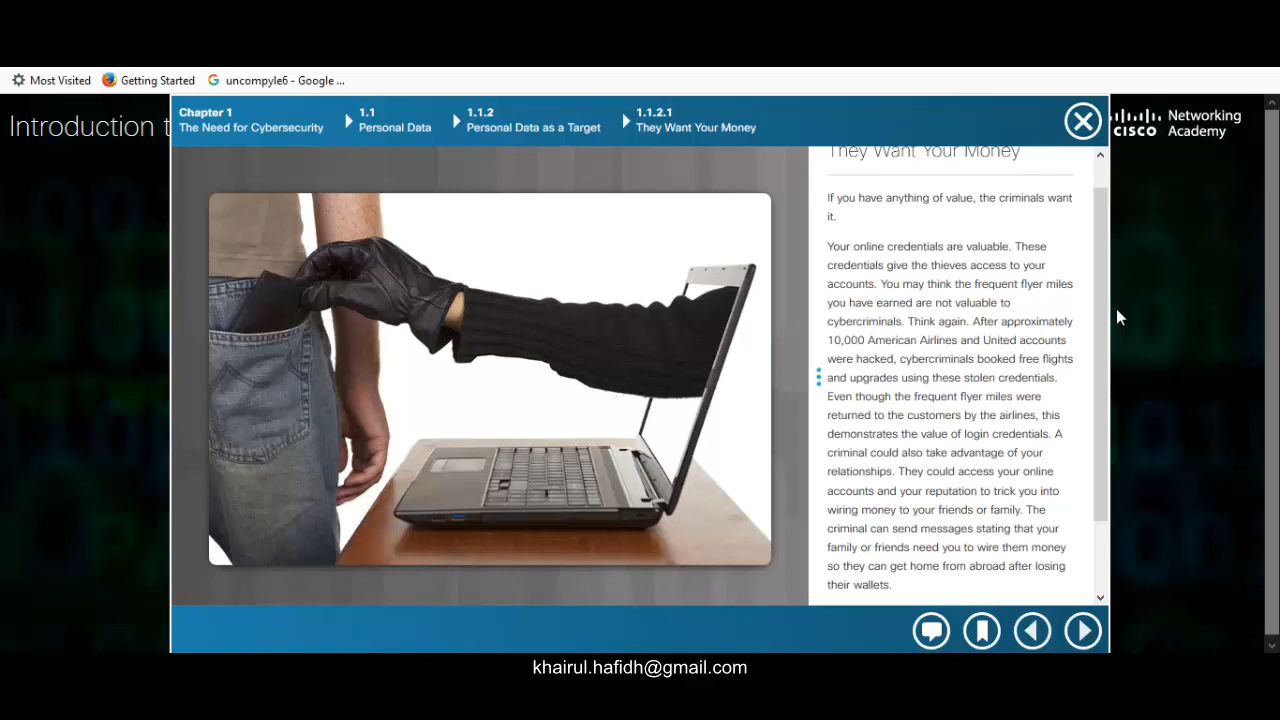 Most Visited Getting Started uncompyle6 - Google ...
Introduction t
Chapter 1
The Need for Cybersecurity
1.1
Personal Data
1.1.2
Personal Data as a Target
1.1.2.1
They Want Your Money
CISCO
Networking
Academy
They Want Your Money
If you have anything of value, the criminals want
it.
Your online credentials are valuable. These
credentials give the thieves access to your
accounts. You may think the frequent flyer miles
you have earned are not valuable to
cybercriminals. Think again. After approximately
10,000 American Airlines and United accounts
were hacked, cybercriminals booked free flights
and upgrades using these stolen credentials.
Even though the frequent flyer miles were
returned to the customers by the airlines, this
demonstrates the value of login credentials. A
criminal could also take advantage of your
relationships. They could access your online
accounts and your reputation to trick you into
wiring money to your friends or family. The
criminal can send messages stating that your
family or friends need you to wire them money
so they can get home from abroad after losing
their wallets.
khairul.hafidh@gmail.com